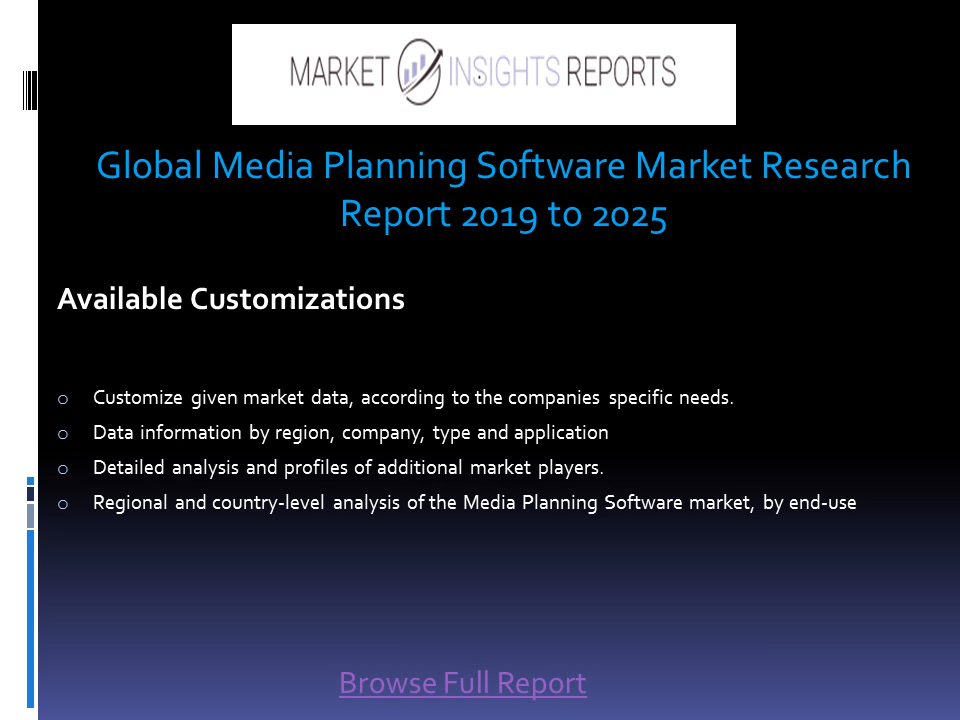 MARKET INSIGHTS REPORTS
Global Media Planning Software Market Research
Report 2019 to 2025
Available Customizations
o Customize given market data, according to the companies specific needs.
o Data information by region, company, type and application
o Detailed analysis and profiles of additional market players.
o Regional and country-level analysis of the Media Planning Software market, by end-use
Browse Full Report